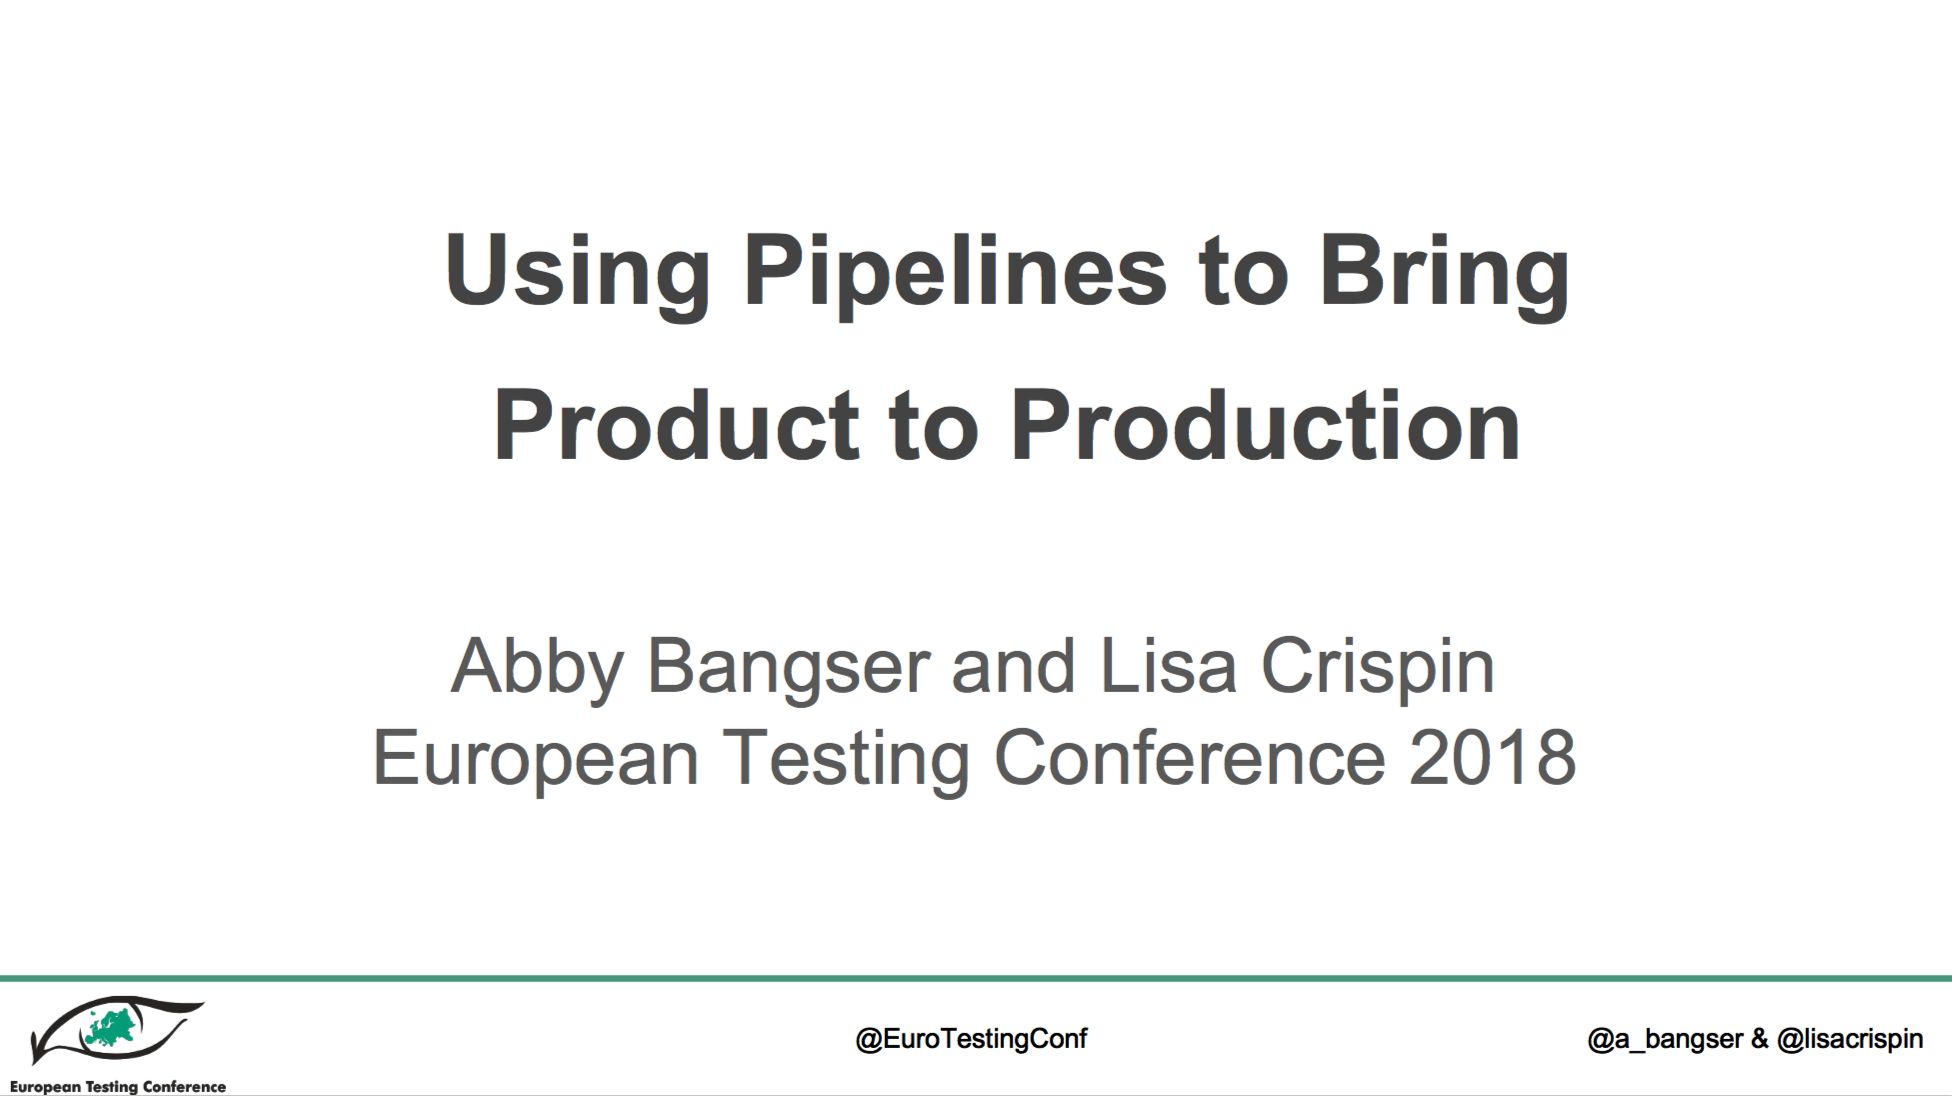 Using Pipelines to Bring
Product to Production
Abby Bangser and Lisa Crispin
European Testing Conference 2018
European Testing Conference
@EuroTestingConf
@a_bangser & @lisacrispin